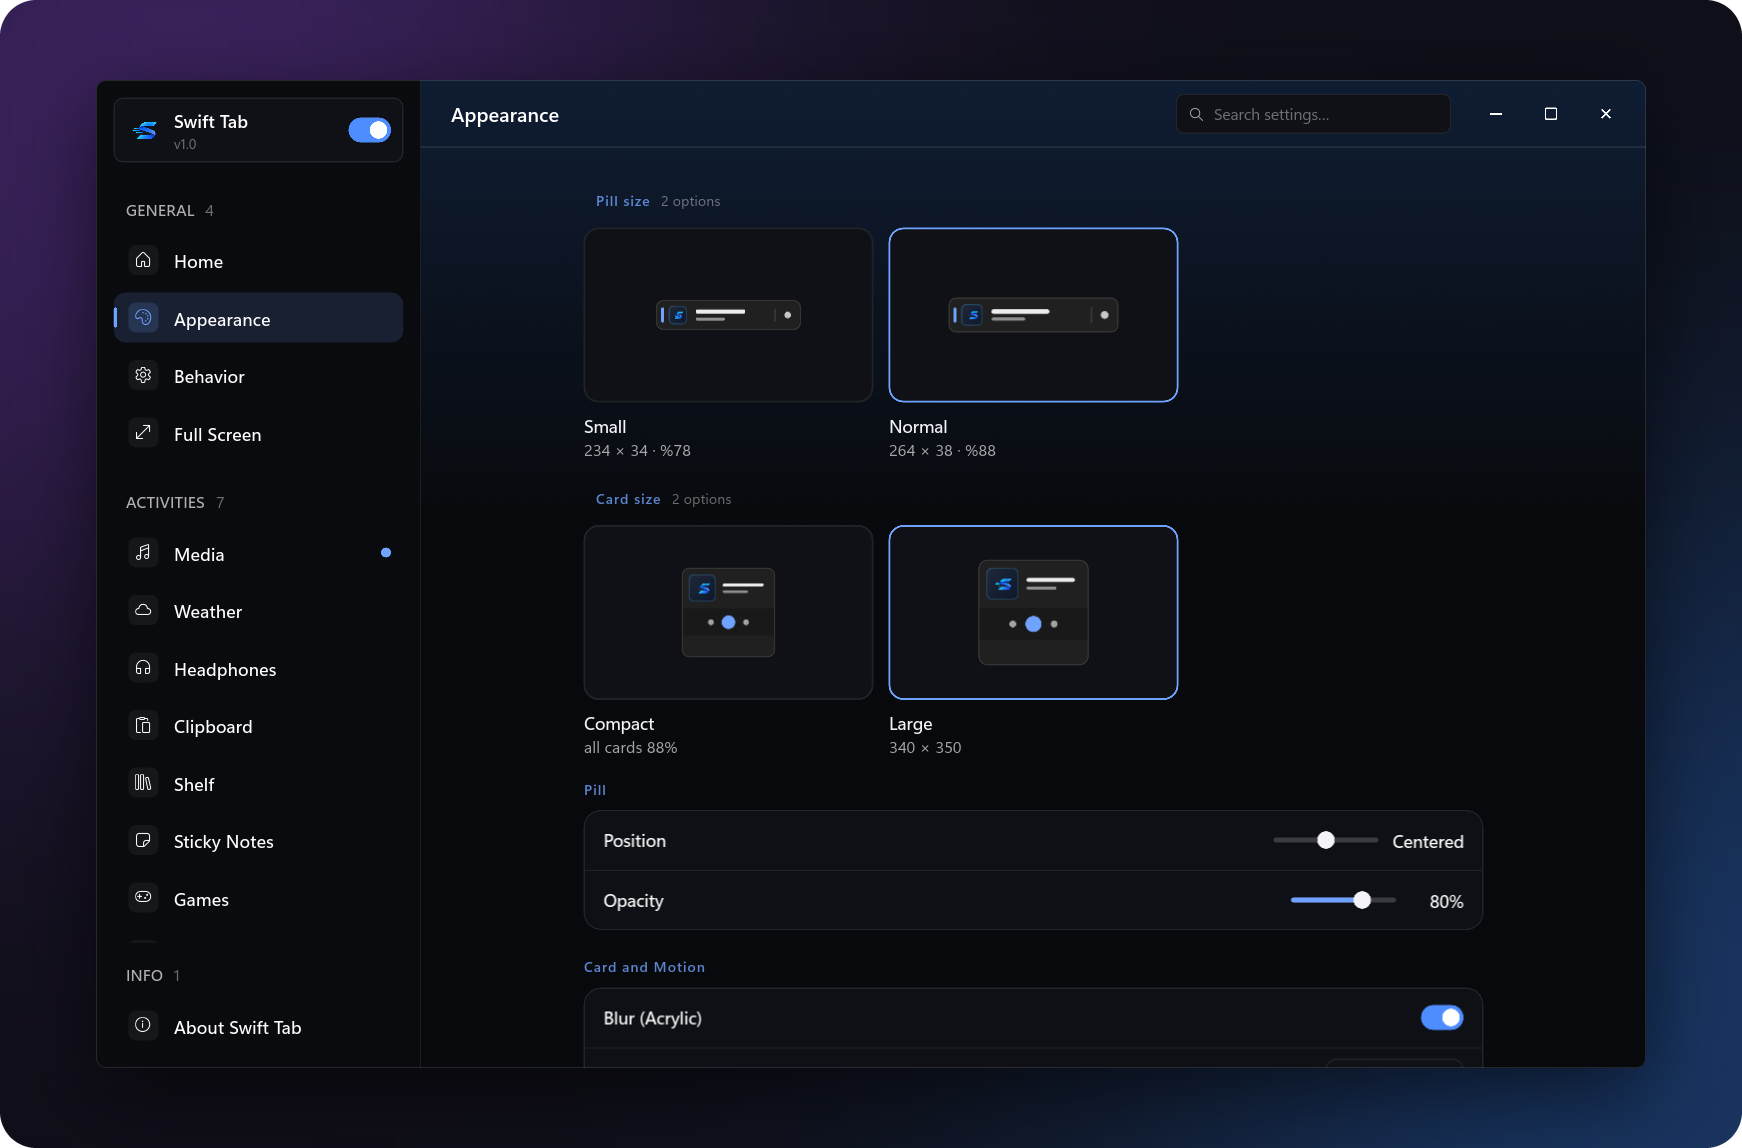 Swift Tab
v1.0
GENERAL 4
Home
Appearance
Behavior
Full Screen
ACTIVITIES 7
Media
Weather
Headphones
Clipboard
Shelf
Sticky Notes
Games
INFO 1
About Swift Tab
Appearance
Search settings...
Pill size 2 options
Small
234 × 34 · %78
Normal
264 × 38 · %88
Card size 2 options
Compact
all cards 88%
Large
340 × 350
Pill
Position Centered
Opacity 80%
Card and Motion
Blur (Acrylic)